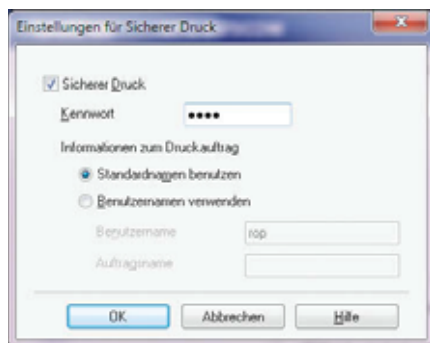 Einstellungen für Sicherer Druck
Sicherer Druck
Kennwort
Informationen zum Druckauftrag
Standardnamen benutzen
Benutzernamen verwenden
Benutzername rop
Auftragsname
OK Abbrechen Hilfe